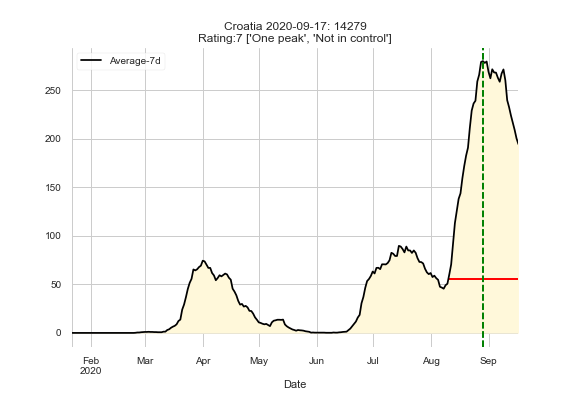 Croatia 2020-09-17: 14279
Rating:7 ['One peak', 'Not in control']
Average-7d
250
200
150
100
50
0
Feb Mar Apr May Jun Jul Aug Sep
2020
Date